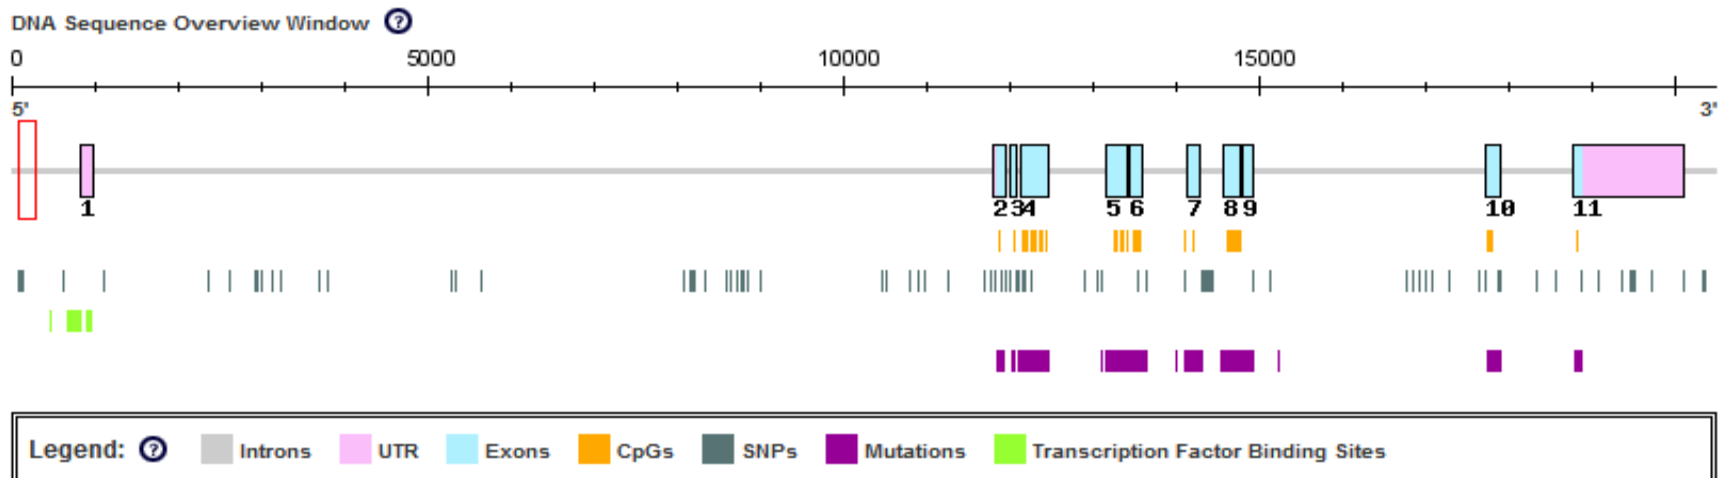 DNA Sequence Overview Window ?
0 5000 10000 15000
5' 3'
1 2 3 4 5 6 7 8 9 10 11
Legend: ? Introns UTR Exons CpGs SNPs Mutations Transcription Factor Binding Sites